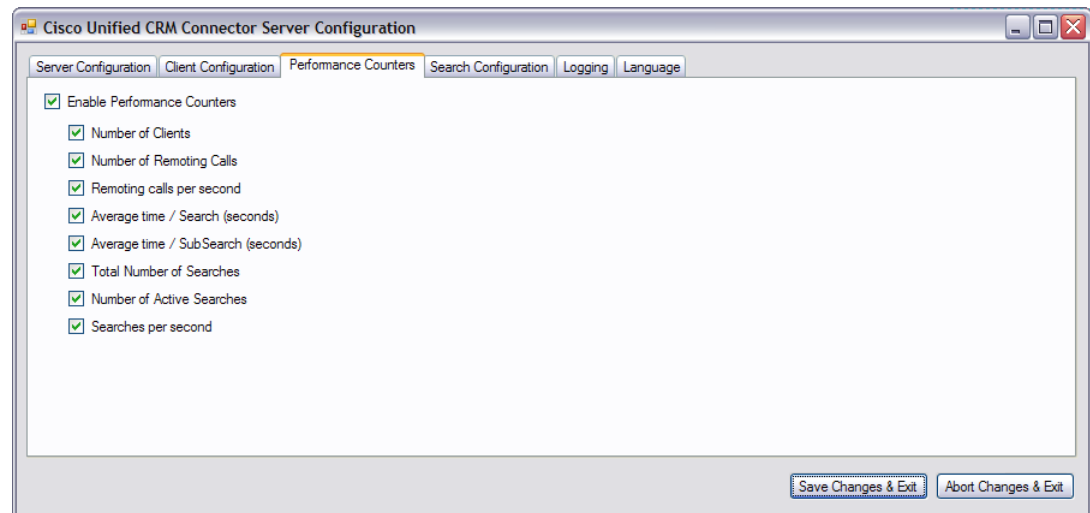 Cisco Unified CRM Connector Server Configuration
Server Configuration Client Configuration Performance Counters Search Configuration Logging Language
Enable Performance Counters
Number of Clients
Number of Remoting Calls
Remoting calls per second
Average time / Search (seconds)
Average time / SubSearch (seconds)
Total Number of Searches
Number of Active Searches
Searches per second
Save Changes & Exit Abort Changes & Exit